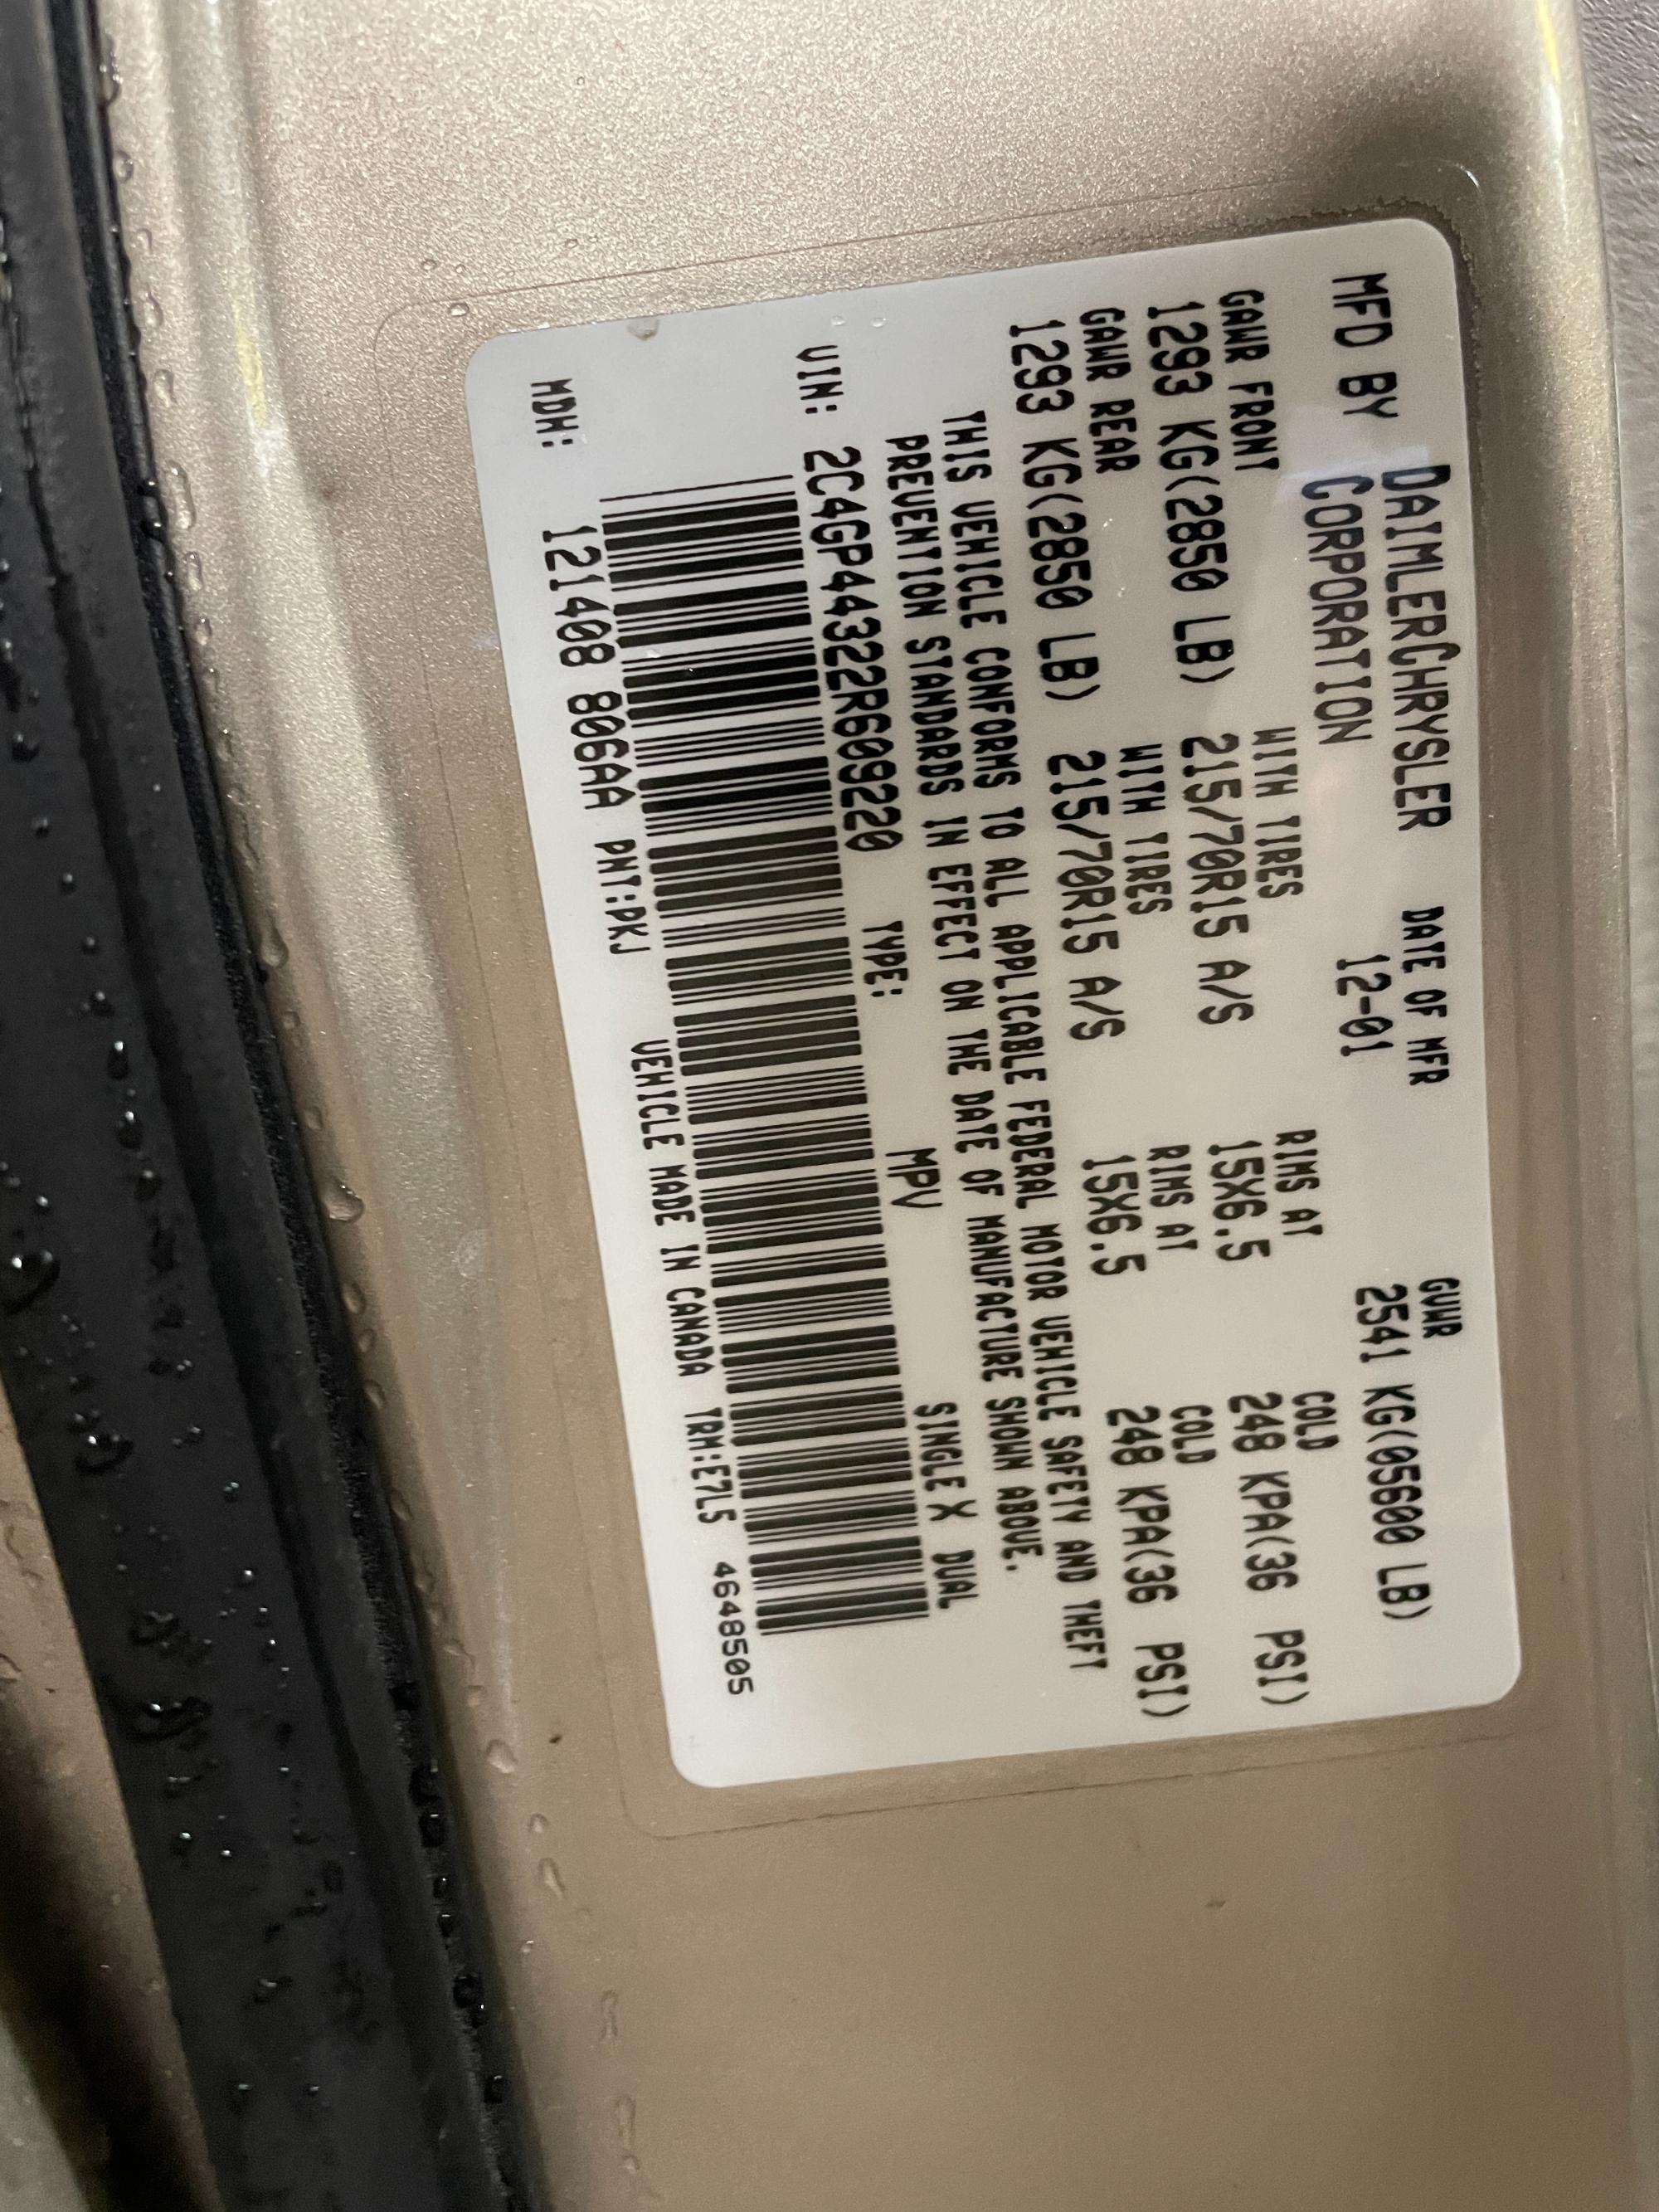 MFD BY DAIMLERCHRYSLER CORPORATION
DATE OF MFR 12-01
GVWR 2541 KG(05600 LB)
GAWR FRONT WITH TIRES RIMS AT COLD
1293 KG(2850 LB) 215/70R15 A/S 15X6.5 248 KPA(36 PSI)
GAWR REAR WITH TIRES RIMS AT COLD
1293 KG(2850 LB) 215/70R15 A/S 15X6.5 248 KPA(36 PSI)
THIS VEHICLE CONFORMS TO ALL APPLICABLE FEDERAL MOTOR VEHICLE SAFETY AND THEFT
PREVENTION STANDARDS IN EFFECT ON THE DATE OF MANUFACTURE SHOWN ABOVE.
VIN: 2C4GP44322R609220 TYPE: MPV SINGLE X DUAL
MDH: 121408 806AA PNT:PKJ VEHICLE MADE IN CANADA TRM:E7L5 4648505